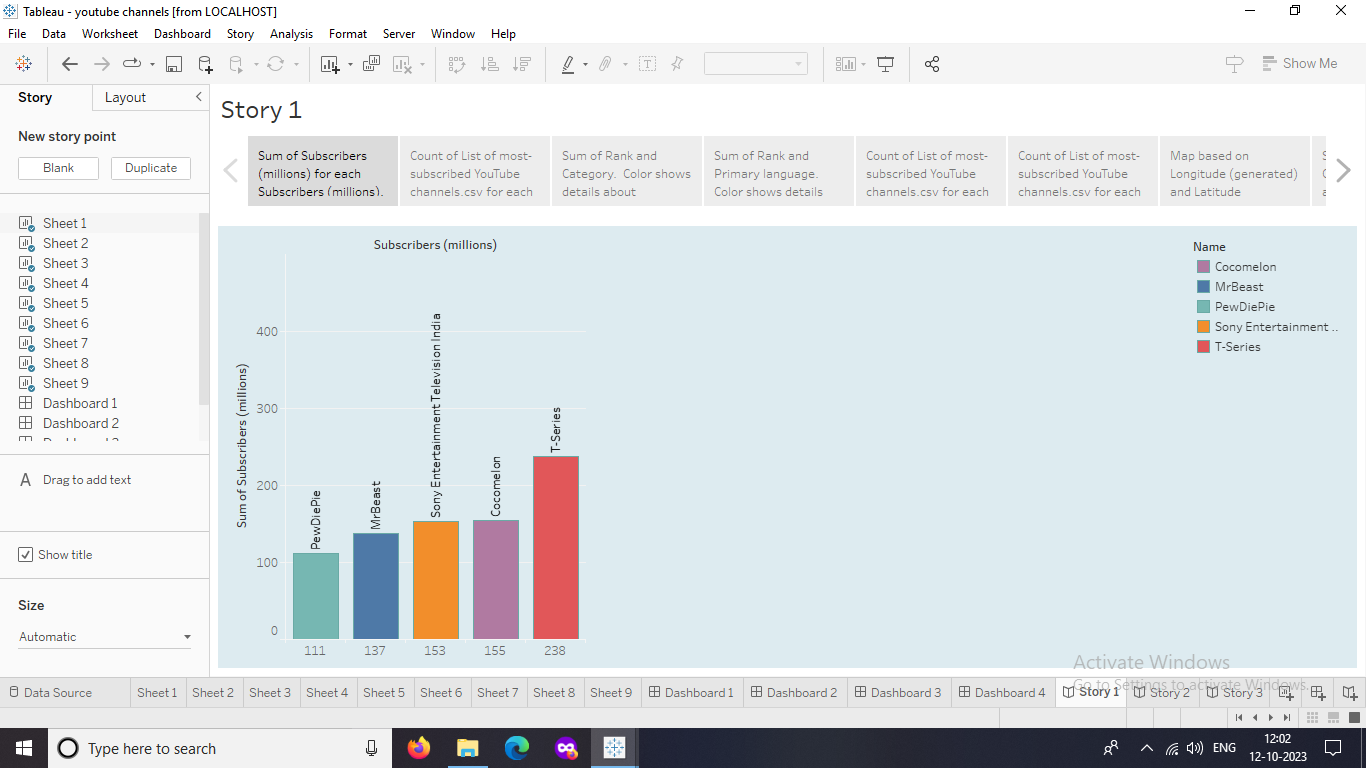 Tableau - youtube channels [from LOCALHOST]
File Data Worksheet Dashboard Story Analysis Format Server Window Help
Show Me
Story Layout
New story point
Blank Duplicate
Sheet 1
Sheet 2
Sheet 3
Sheet 4
Sheet 5
Sheet 6
Sheet 7
Sheet 8
Sheet 9
Dashboard 1
Dashboard 2
A Drag to add text
Show title
Size
Automatic
Story 1
Sum of Subscribers
(millions) for each
Subscribers (millions).
Count of List of most-
subscribed YouTube
channels.csv for each
Sum of Rank and
Category. Color shows
details about
Sum of Rank and
Primary language.
Color shows details
Count of List of most-
subscribed YouTube
channels.csv for each
Count of List of most-
subscribed YouTube
channels.csv for each
Map based on
Longitude (generated)
and Latitude
Subscribers (millions)
Sum of Subscribers (millions)
400
300
200
100
0
PewDiePie
MrBeast
Sony Entertainment Television India
Cocomelon
T-Series
111 137 153 155 238
Name
Cocomelon
MrBeast
PewDiePie
Sony Entertainment ..
T-Series
Activate Windows
Go to Settings to activate Windows.
Data Source Sheet 1 Sheet 2 Sheet 3 Sheet 4 Sheet 5 Sheet 6 Sheet 7 Sheet 8 Sheet 9 Dashboard 1 Dashboard 2 Dashboard 3 Dashboard 4 Story 1 Story 2 Story 3
Type here to search
ENG
12:02
12-10-2023